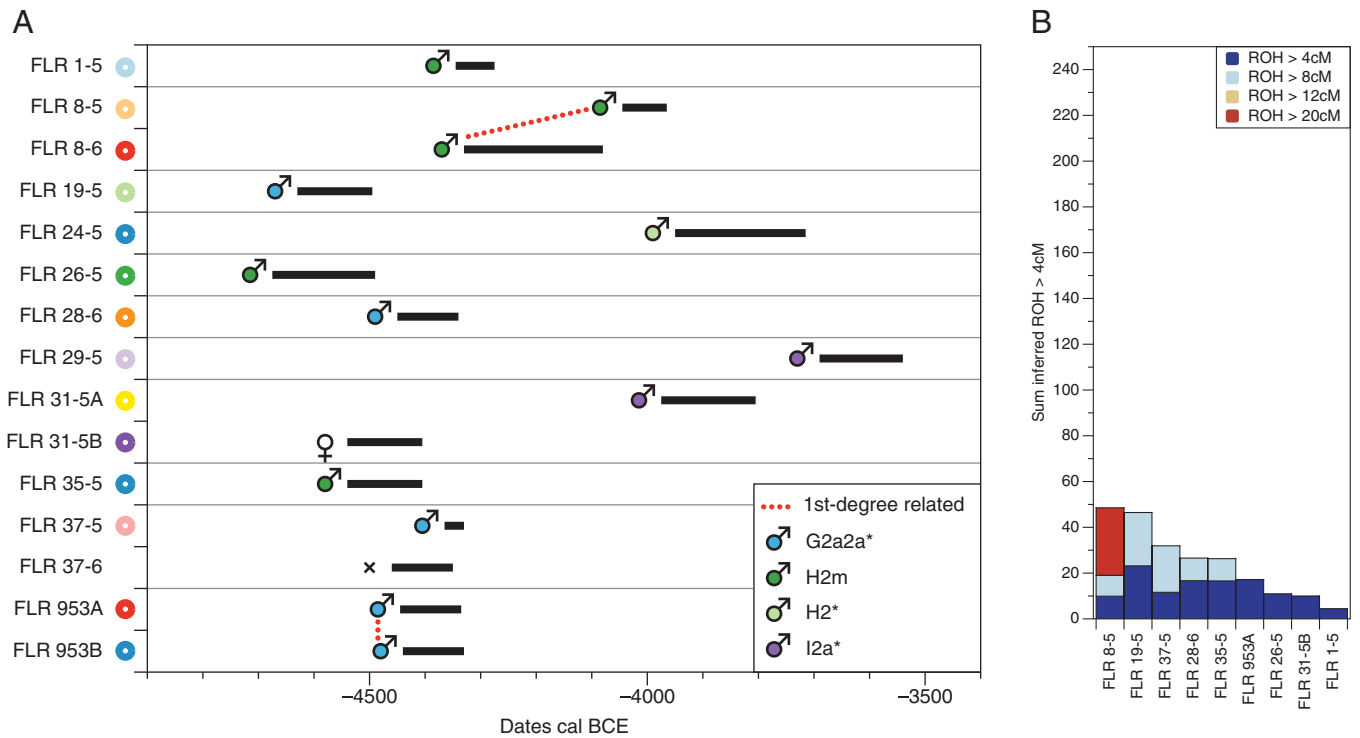 A
FLR 1-5
FLR 8-5
FLR 8-6
FLR 19-5
FLR 24-5
FLR 26-5
FLR 28-6
FLR 29-5
FLR 31-5A
FLR 31-5B
FLR 35-5
FLR 37-5
FLR 37-6
FLR 953A
FLR 953B
1st-degree related
G2a2a*
H2m
H2*
I2a*
–4500
–4000
–3500
Dates cal BCE
B
ROH > 4cM
ROH > 8cM
ROH > 12cM
ROH > 20cM
Sum inferred ROH > 4cM
240
220
200
180
160
140
120
100
80
60
40
20
0
FLR 8-5
FLR 19-5
FLR 37-5
FLR 28-6
FLR 35-5
FLR 953A
FLR 26-5
FLR 31-5B
FLR 1-5